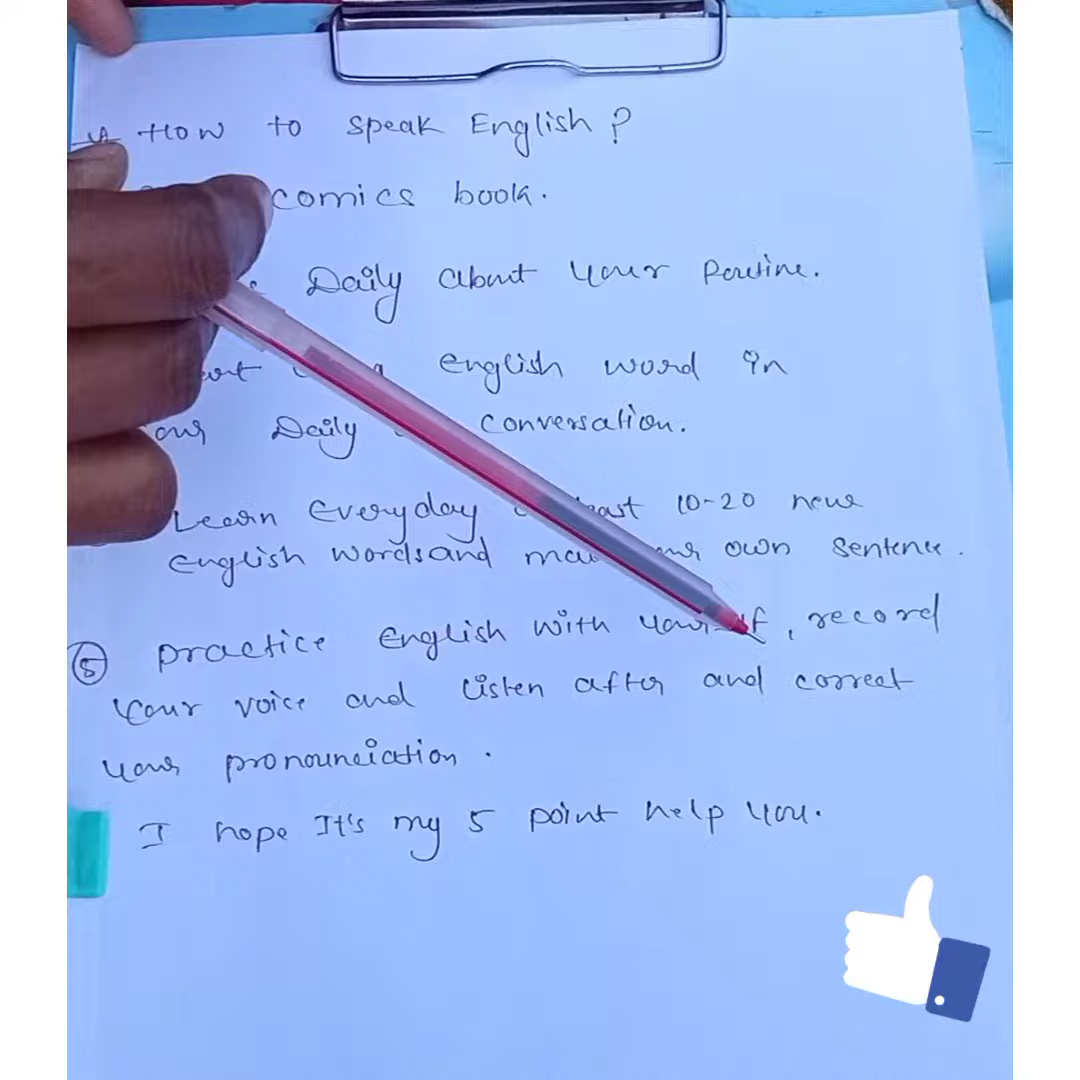 How to speak English ?
comics book.
Daily about your Routine.
english word in
your Daily conversation.
Learn Everyday 10-20 new
english words and own sentence.
⑤ practice english with , record
your voice and listen after and correct
your pronounciation.
I hope It's my 5 point help you.